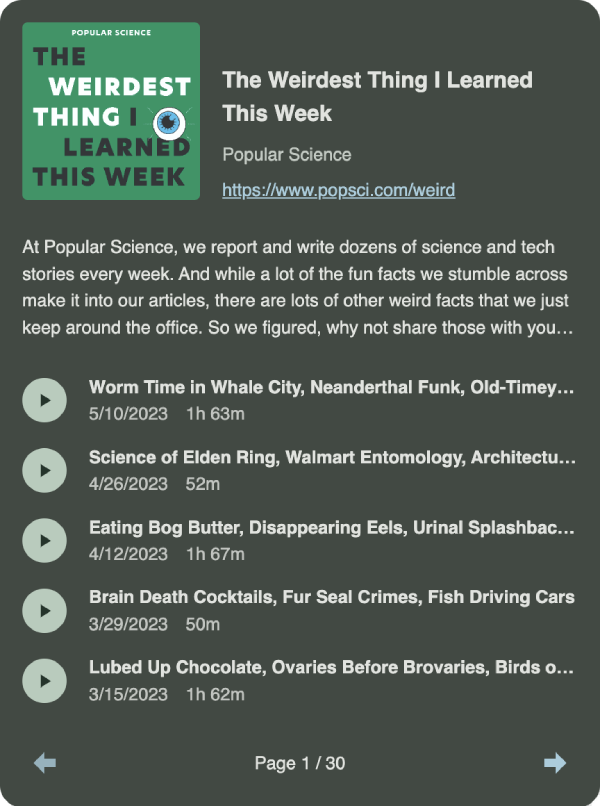 POPULAR SCIENCE
THE
WEIRDEST
THING I
LEARNED
THIS WEEK
The Weirdest Thing I Learned
This Week
Popular Science
https://www.popsci.com/weird
At Popular Science, we report and write dozens of science and tech
stories every week. And while a lot of the fun facts we stumble across
make it into our articles, there are lots of other weird facts that we just
keep around the office. So we figured, why not share those with you…
Worm Time in Whale City, Neanderthal Funk, Old-Timey…
5/10/2023 1h 63m
Science of Elden Ring, Walmart Entomology, Architectu…
4/26/2023 52m
Eating Bog Butter, Disappearing Eels, Urinal Splashbac…
4/12/2023 1h 67m
Brain Death Cocktails, Fur Seal Crimes, Fish Driving Cars
3/29/2023 50m
Lubed Up Chocolate, Ovaries Before Brovaries, Birds o…
3/15/2023 1h 62m
Page 1 / 30